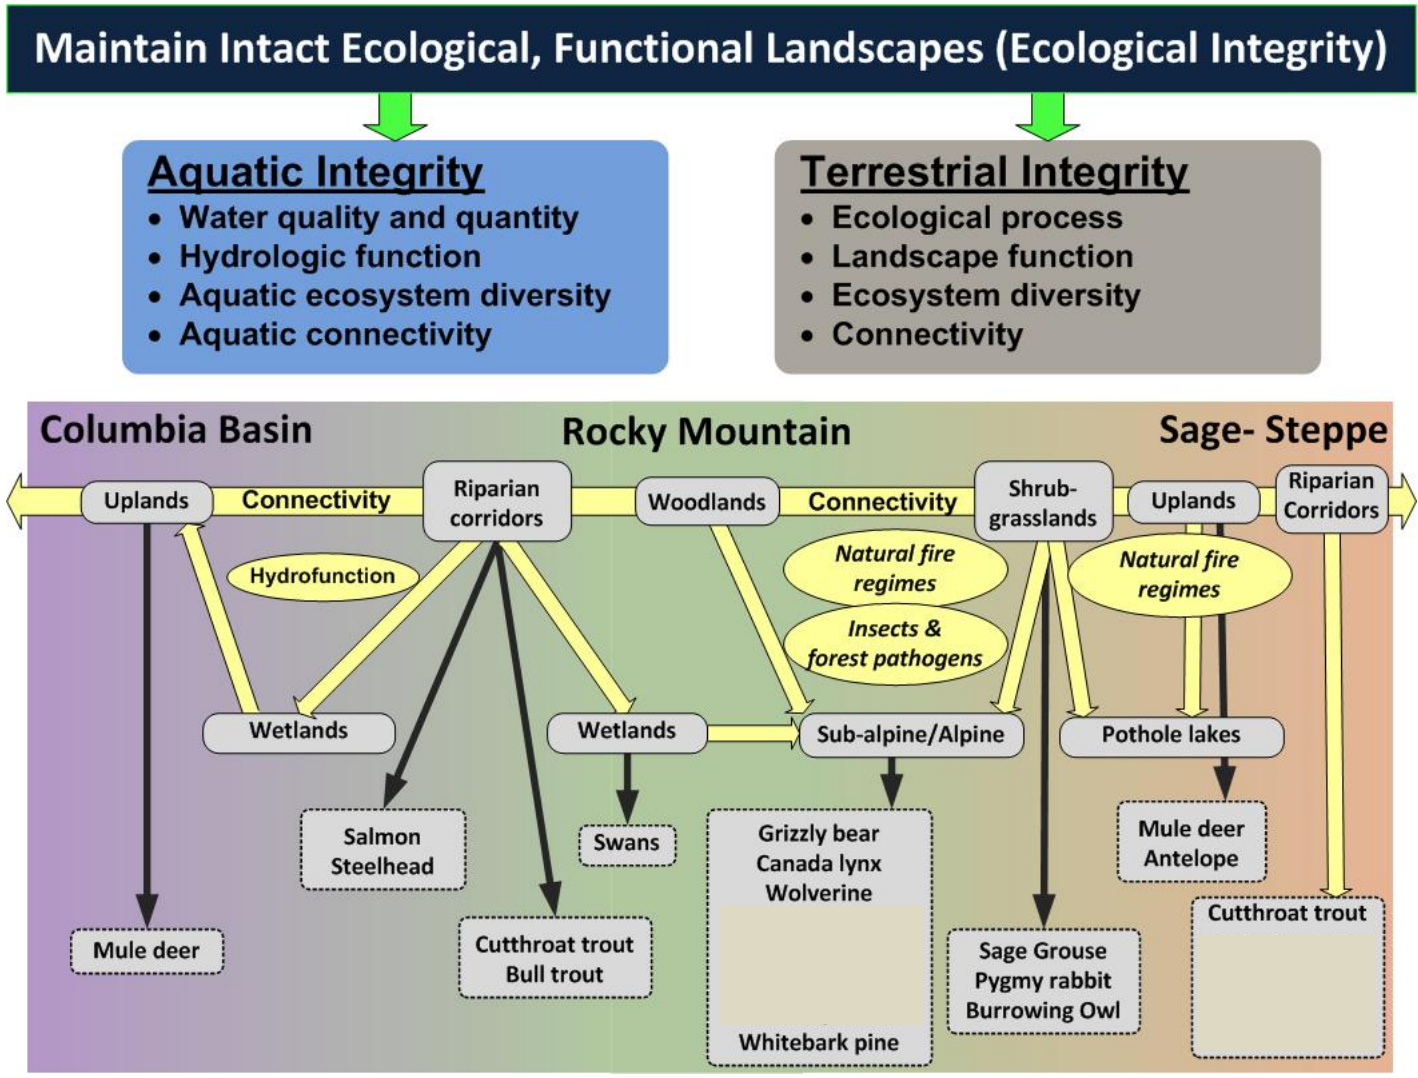 Maintain Intact Ecological, Functional Landscapes (Ecological Integrity)
Aquatic Integrity
• Water quality and quantity
• Hydrologic function
• Aquatic ecosystem diversity
• Aquatic connectivity
Terrestrial Integrity
• Ecological process
• Landscape function
• Ecosystem diversity
• Connectivity
Columbia Basin
Rocky Mountain
Sage- Steppe
Uplands
Connectivity
Riparian
corridors
Woodlands
Connectivity
Shrub-
grasslands
Uplands
Riparian
Corridors
Hydrofunction
Natural fire
regimes
Insects &
forest pathogens
Natural fire
regimes
Wetlands
Wetlands
Sub-alpine/Alpine
Pothole lakes
Mule deer
Salmon
Steelhead
Cutthroat trout
Bull trout
Swans
Grizzly bear
Canada lynx
Wolverine
Whitebark pine
Sage Grouse
Pygmy rabbit
Burrowing Owl
Mule deer
Antelope
Cutthroat trout